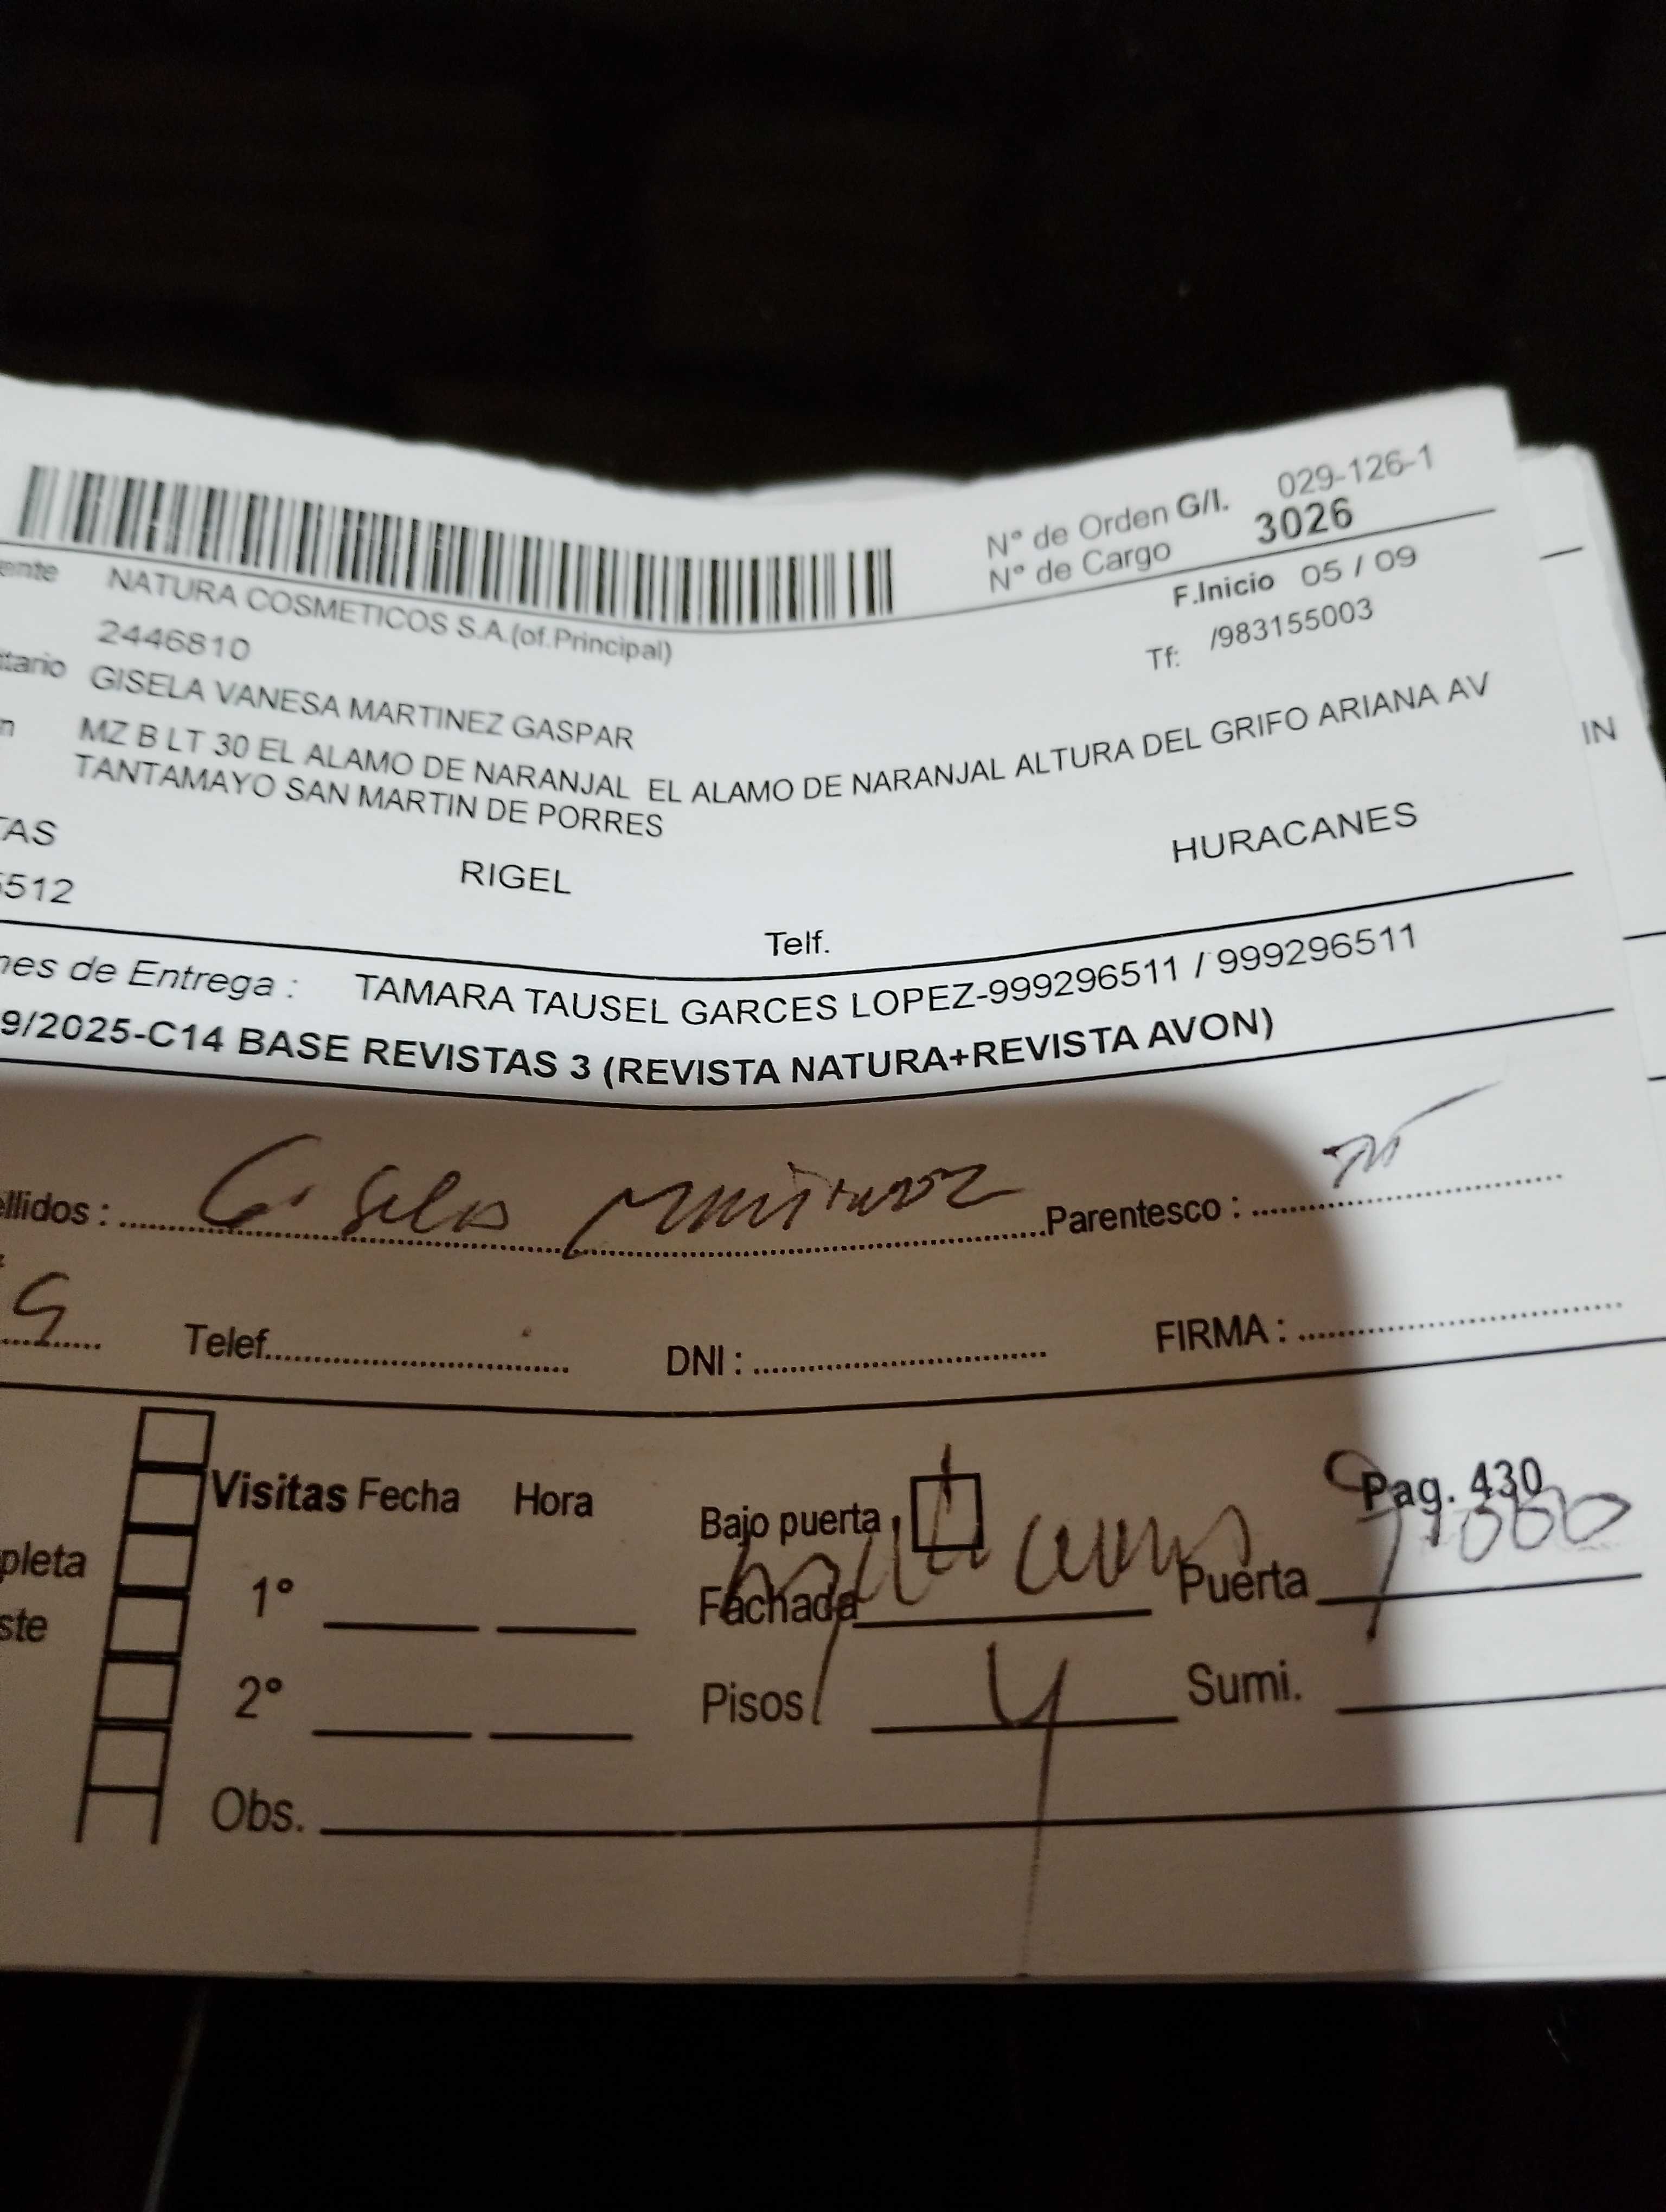 N° de Orden G/I. 029-126-1
N° de Cargo 3026
ente NATURA COSMETICOS S.A.(of.Principal)
F.Inicio 05 / 09
2446810
Tf: /983155003
tario GISELA VANESA MARTINEZ GASPAR
n MZ B LT 30 EL ALAMO DE NARANJAL EL ALAMO DE NARANJAL ALTURA DEL GRIFO ARIANA AV
TANTAMAYO SAN MARTIN DE PORRES
IN
TAS
RIGEL HURACANES
5512
Telf.
nes de Entrega : TAMARA TAUSEL GARCES LOPEZ-999296511 / 999296511
9/2025-C14 BASE REVISTAS 3 (REVISTA NATURA+REVISTA AVON)
ellidos : Gisela Parentesco :
Telef. DNI : FIRMA :
Visitas Fecha Hora Bajo puerta Pag. 430
pleta 1° Fachada Puerta
ste
2° Pisos 4 Sumi.
Obs.